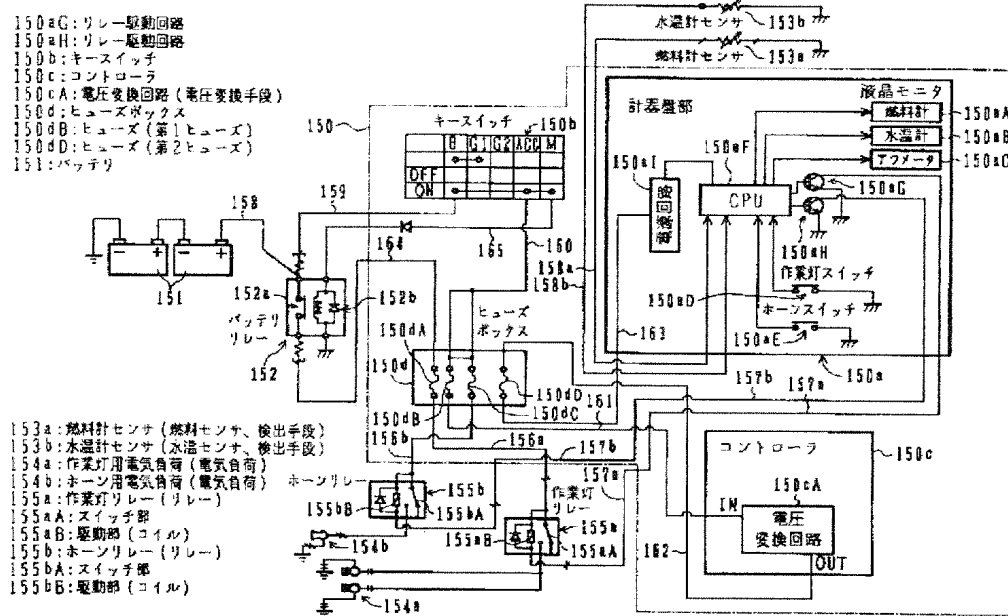 150aG:リレー駆動回路
150aH:リレー駆動回路
150b:キースイッチ
150c:コントローラ
150cA:電圧変換回路(電圧変換手段)
150d:ヒューズボックス
150dB:ヒューズ(第1ヒューズ)
150dD:ヒューズ(第2ヒューズ)
151:バッテリ
水温計センサ
153b
燃料計センサ
153a
150
キースイッチ
150b
B G1 G2 ACC M
OFF
ON
計器盤部
液晶モニタ
燃料計
150aA
水温計
150aB
アワメータ
150aC
150aF
150aI
CPU
150aG
150aH
作業灯スイッチ
150aD
ホーンスイッチ
150aE
150a
158
159
164
165
160
158a
158b
163
151
152a
152b
バッテリ
リレー
152
ヒューズ
ボックス
150dA
150d
150dB
150dC
150dD
161
157b
157a
156b
156a
157b
157a
162
コントローラ
150c
150cA
IN
電圧
変換回路
OUT
ホーンリレー
155b
155bB
155bA
154b
作業灯
リレー
155a
155aB
155aA
154a
153a:燃料計センサ(燃料センサ、検出手段)
153b:水温計センサ(水温センサ、検出手段)
154a:作業灯用電気負荷(電気負荷)
154b:ホーン用電気負荷(電気負荷)
155a:作業灯リレー(リレー)
155aA:スイッチ部
155aB:駆動部(コイル)
155b:ホーンリレー(リレー)
155bA:スイッチ部
155bB:駆動部(コイル)